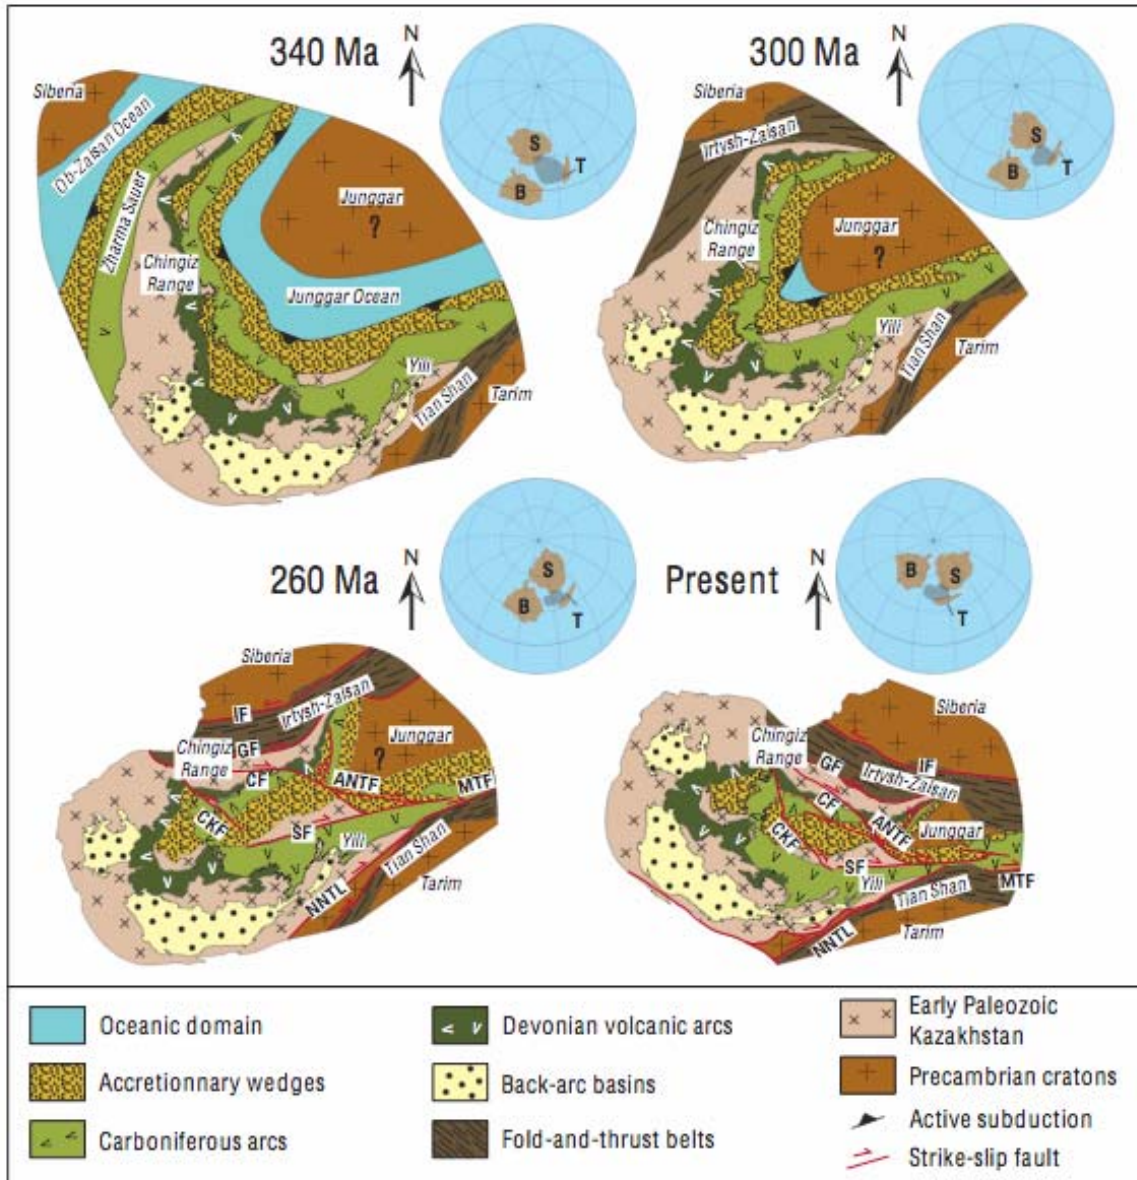 340 Ma
N
S
T
B
Siberia
Ob-Zaisan Ocean
Zharma Sauer
Chingiz
Range
Junggar
?
Junggar Ocean
Yili
Tian Shan
Tarim
300 Ma
N
S
T
B
Siberia
Irtysh-Zaisan
Chingiz
Range
Junggar
?
Yili
Tian Shan
Tarim
260 Ma
N
S
B
T
Siberia
IF
Irtysh-Zaisan
GF
Chingiz
Range
CF
Junggar
?
ANTF
MTF
CKF
SF
Yili
Tian Shan
NNTL
Tarim
Present
N
B
S
T
Siberia
Chingiz
Range
GF
IF
Irtysh-Zaisan
CF
ANTF
Junggar
CKF
SF
MTF
Yili
Tian Shan
NNTL
Tarim
Oceanic domain
Accretionnary wedges
Carboniferous arcs
Devonian volcanic arcs
Back-arc basins
Fold-and-thrust belts
Early Paleozoic
Kazakhstan
Precambrian cratons
Active subduction
Strike-slip fault